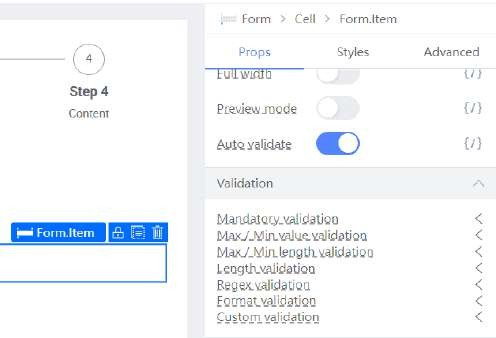 Form > Cell > Form.Item
Props Styles Advanced
Full width {/}
Preview mode {/}
Auto validate {/}
Validation
Mandatory validation
Max / Min value validation
Max / Min length validation
Length validation
Regex validation
Format validation
Custom validation
4
Step 4
Content
Form.Item